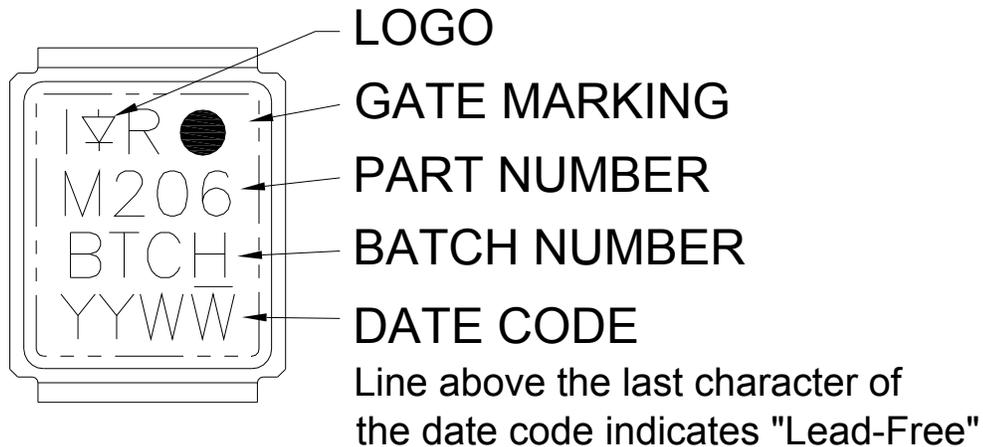 LOGO
I R
GATE MARKING
M206
PART NUMBER
BTCH
BATCH NUMBER
YYWW
DATE CODE
Line above the last character of
the date code indicates "Lead-Free"